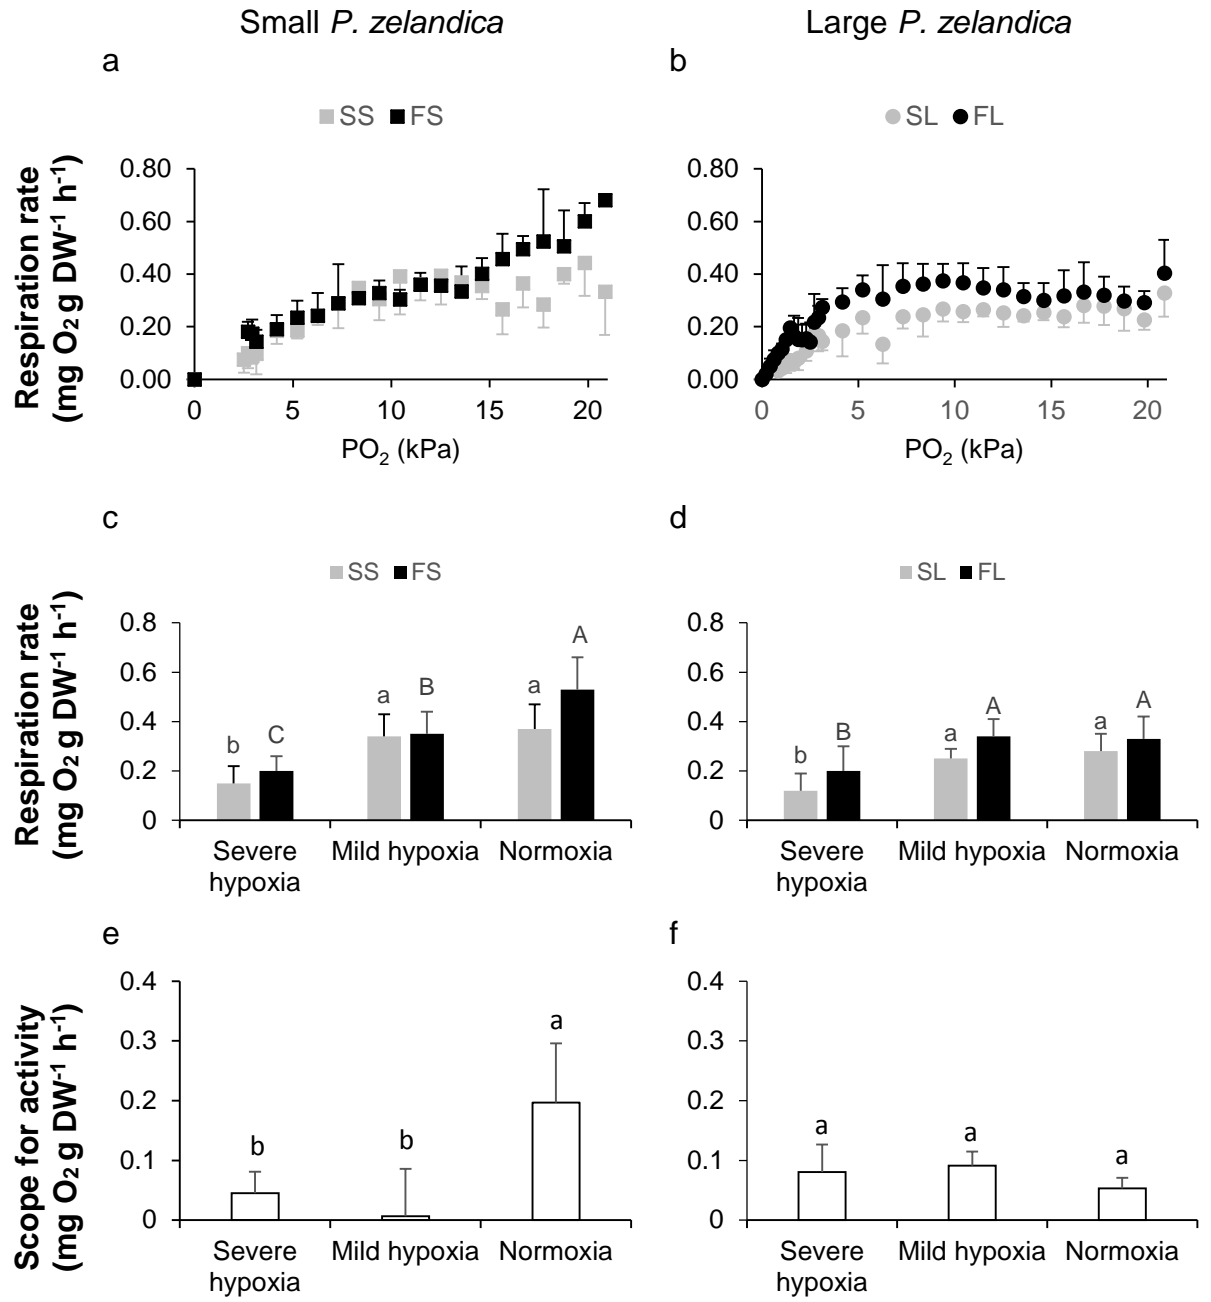 Small P. zelandica
Large P. zelandica
a
b
SS FS
SL FL
Respiration rate
(mg O₂ g DW⁻¹ h⁻¹)
0.80
0.60
0.40
0.20
0.00
0 5 10 15 20
PO₂ (kPa)
0.80
0.60
0.40
0.20
0.00
0 5 10 15 20
PO₂ (kPa)
c
d
SS FS
SL FL
Respiration rate
(mg O₂ g DW⁻¹ h⁻¹)
0.8
0.6
0.4
0.2
0
b C a B a A
Severe
hypoxia
Mild hypoxia
Normoxia
0.8
0.6
0.4
0.2
0
b B a A a A
Severe
hypoxia
Mild hypoxia
Normoxia
e
f
Scope for activity
(mg O₂ g DW⁻¹ h⁻¹)
0.4
0.3
0.2
0.1
0
b b a
Severe
hypoxia
Mild hypoxia
Normoxia
0.4
0.3
0.2
0.1
0
a a a
Severe
hypoxia
Mild hypoxia
Normoxia